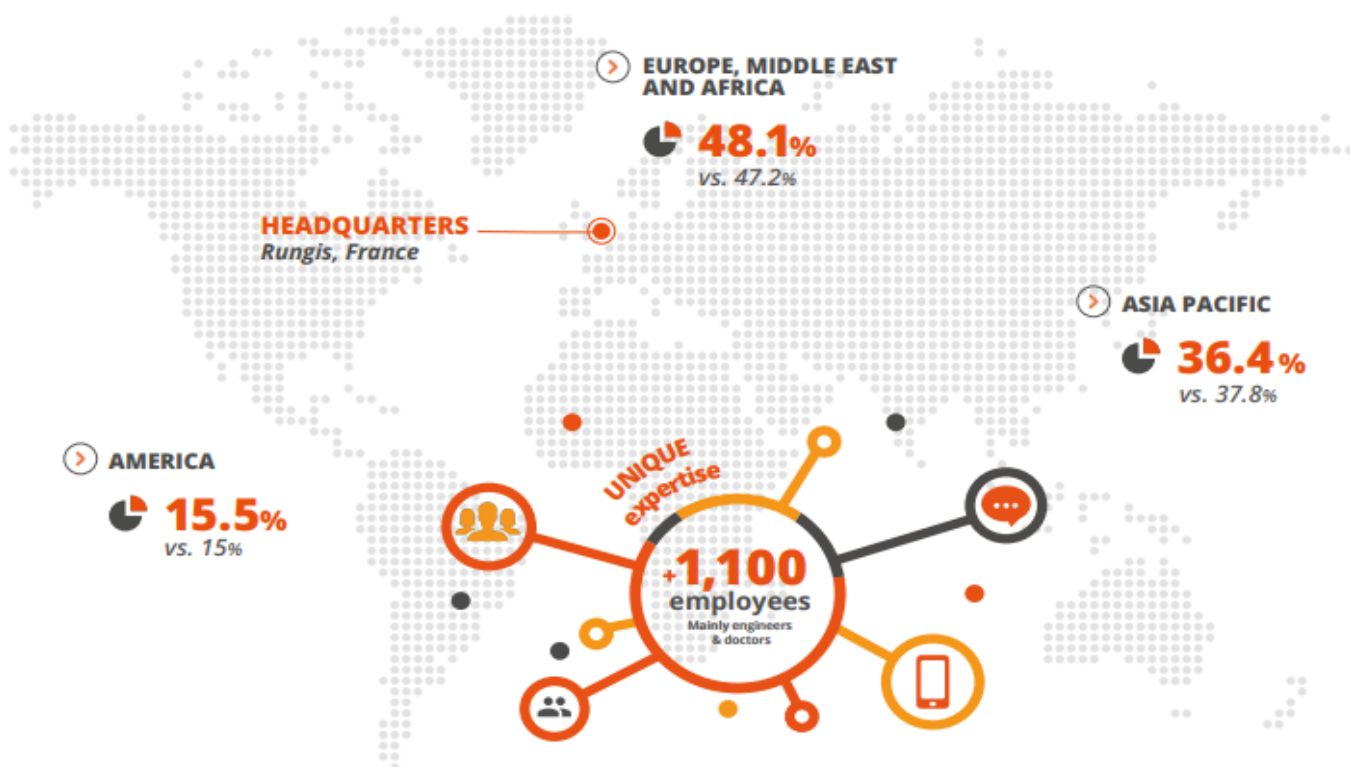 EUROPE, MIDDLE EAST
AND AFRICA
48.1%
vs. 47.2%
HEADQUARTERS
Rungis, France
ASIA PACIFIC
36.4%
vs. 37.8%
AMERICA
15.5%
vs. 15%
UNIQUE
expertise
+1,100
employees
Mainly engineers
& doctors